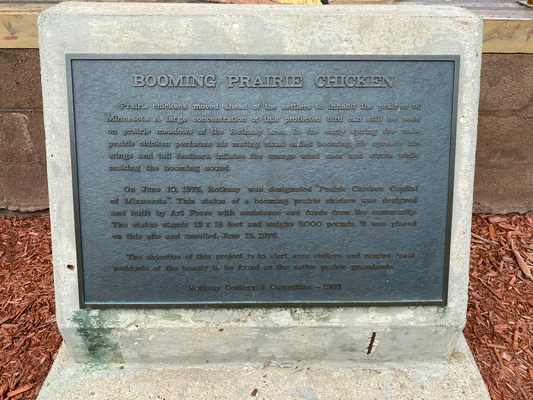 BOOMING PRAIRIE CHICKEN
Prairie chickens moved ahead of the settlers to inhabit the prairies of
Minnesota. A large concentration of this protected bird can still be seen
on prairie meadows of the Rothsay area. In the early spring the male
prairie chicken performs his mating ritual called booming. He spreads his
wings and tail feathers, inflates the orange wind sacs and struts while
making the booming sound.
On June 10, 1975, Rothsay was designated "Prairie Chicken Capital
of Minnesota". This statue of a booming prairie chicken was designed
and built by Art Fosse with assistance and funds from the community.
The statue stands 13 x 18 feet and weighs 9,000 pounds. It was placed
on this site and unveiled, June 15, 1976.
The objective of this project is to alert area visitors and remind local
residents of the beauty to be found on the native prairie grasslands.
Rothsay Centennial Committee - 1983